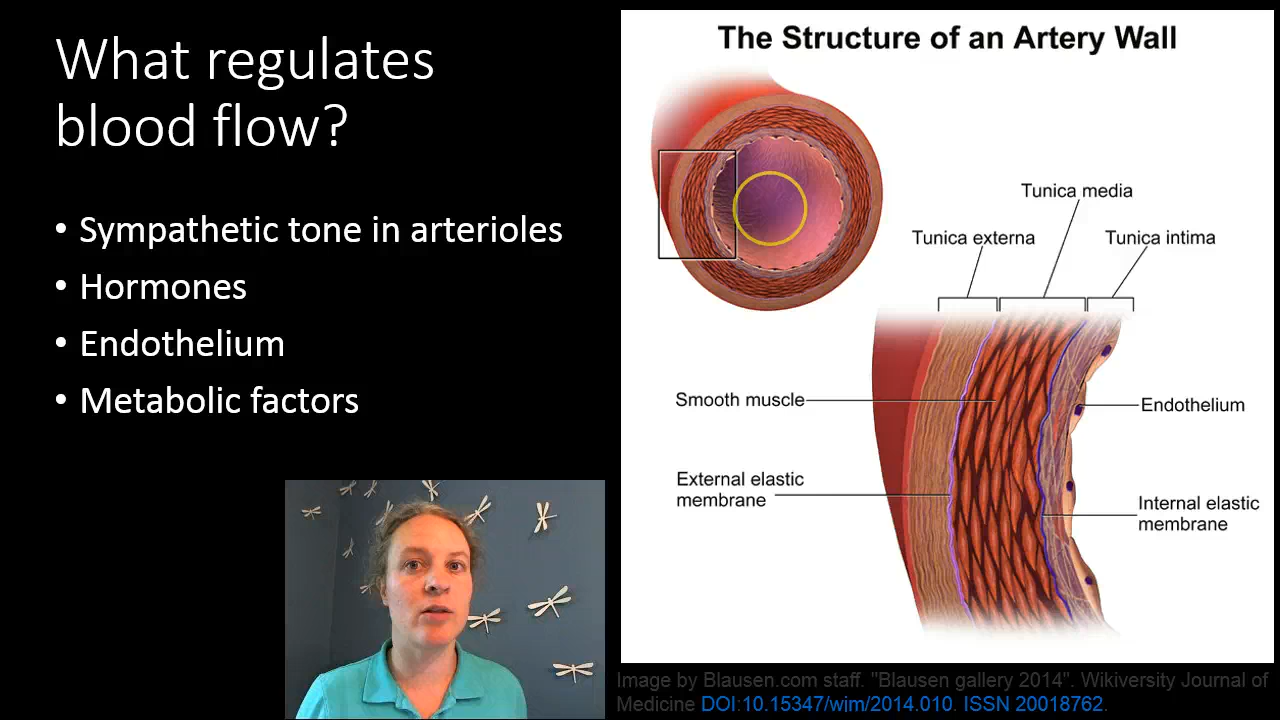 What regulates
blood flow?
• Sympathetic tone in arterioles
• Hormones
• Endothelium
• Metabolic factors
The Structure of an Artery Wall
Tunica media
Tunica externa
Tunica intima
Smooth muscle
Endothelium
External elastic
membrane
Internal elastic
membrane
Image by Blausen.com staff. "Blausen gallery 2014". Wikiversity Journal of
Medicine DOI:10.15347/wjm/2014.010. ISSN 20018762.